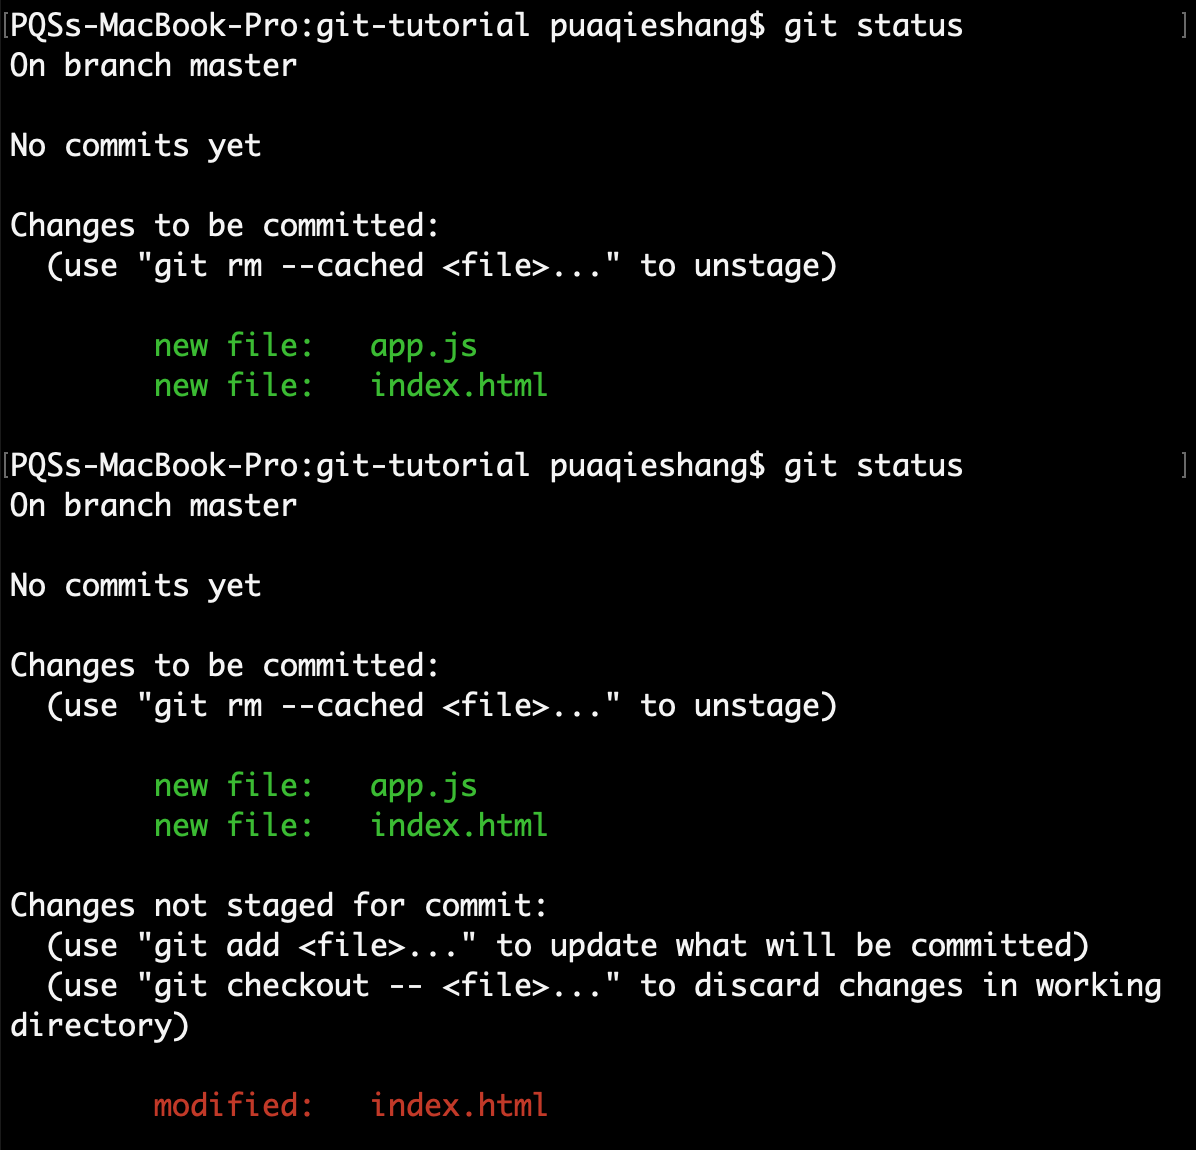 [PQSs-MacBook-Pro:git-tutorial puaqieshang$ git status ]
On branch master
No commits yet
Changes to be committed:
(use "git rm --cached <file>..." to unstage)
new file: app.js
new file: index.html
[PQSs-MacBook-Pro:git-tutorial puaqieshang$ git status ]
On branch master
No commits yet
Changes to be committed:
(use "git rm --cached <file>..." to unstage)
new file: app.js
new file: index.html
Changes not staged for commit:
(use "git add <file>..." to update what will be committed)
(use "git checkout -- <file>..." to discard changes in working
directory)
modified: index.html